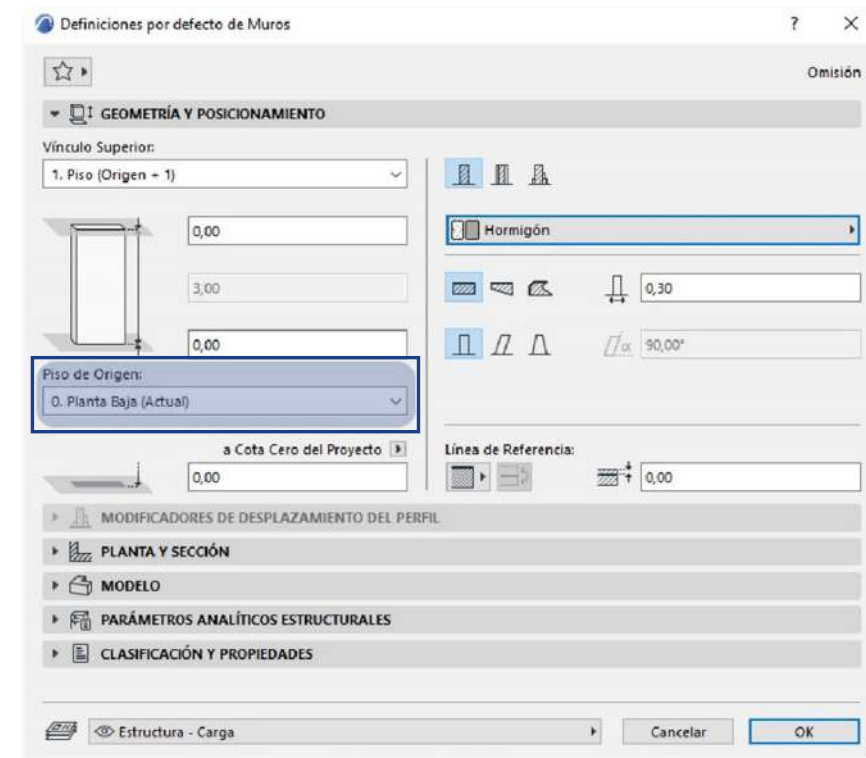 Definiciones por defecto de Muros
?
Omisión
GEOMETRÍA Y POSICIONAMIENTO
Vínculo Superior:
1. Piso (Origen + 1)
0,00
3,00
0,00
Piso de Origen:
0. Planta Baja (Actual)
a Cota Cero del Proyecto
0,00
Hormigón
0,30
α 90,00°
Línea de Referencia:
0,00
MODIFICADORES DE DESPLAZAMIENTO DEL PERFIL
PLANTA Y SECCIÓN
MODELO
PARÁMETROS ANALÍTICOS ESTRUCTURALES
CLASIFICACIÓN Y PROPIEDADES
Estructura - Carga
Cancelar
OK